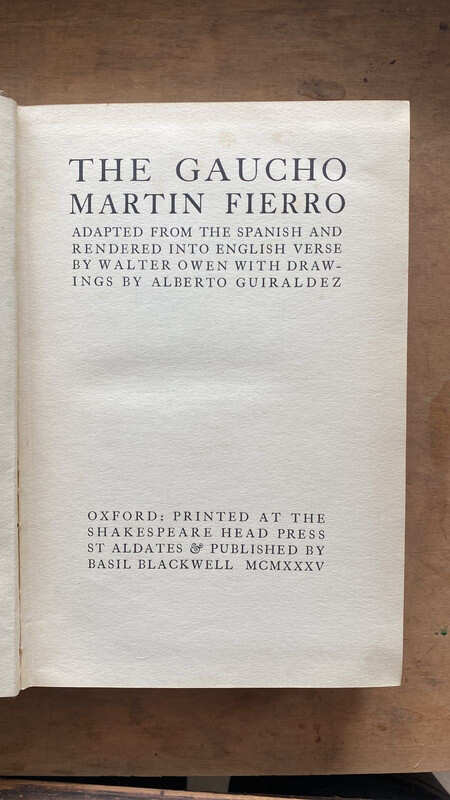 THE GAUCHO
MARTIN FIERRO
ADAPTED FROM THE SPANISH AND
RENDERED INTO ENGLISH VERSE
BY WALTER OWEN WITH DRAW-
INGS BY ALBERTO GUIRALDEZ
OXFORD: PRINTED AT THE
SHAKESPEARE HEAD PRESS
ST ALDATES & PUBLISHED BY
BASIL BLACKWELL MCMXXXV